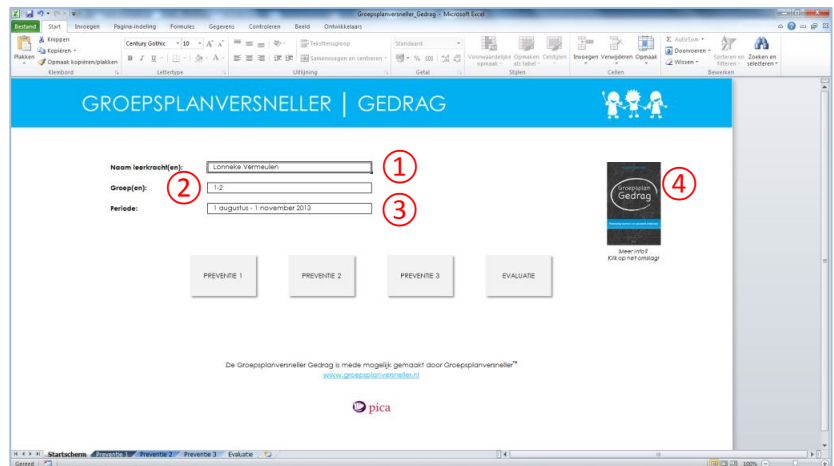 Groepsplanversneller_Gedrag - Microsoft Excel
Bestand Start Invoegen Pagina-indeling Formules Gegevens Controleren Beeld Ontwikkelaars
Plakken
Knippen
Kopiëren
Opmaak kopiëren/plakken
Klembord
Century Gothic 10
B I U
Lettertype
Tekstterugloop
Samenvoegen en centreren
Uitlijning
Standaard
Getal
Voorwaardelijke opmaak
Opmaken als tabel
Celstijlen
Stijlen
Invoegen Verwijderen Opmaak
Cellen
AutoSom
Doorvoeren
Wissen
Sorteren en filteren
Zoeken en selecteren
Bewerken
GROEPSPLANVERSNELLER | GEDRAG
Naam leerkracht(en): Lonneke Vermeulen 1
Groep(en): 2 1-2
Periode: 1 augustus - 1 november 2013 3
Groepsplan
Gedrag
4
Meer info?
Klik op het omslag!
PREVENTIE 1 PREVENTIE 2 PREVENTIE 3 EVALUATIE
De Groepsplanversneller Gedrag is mede mogelijk gemaakt door Groepsplanversneller™
www.groepsplanversneller.nl
pica
Startscherm Preventie 1 Preventie 2 Preventie 3 Evaluatie
Gereed 100%